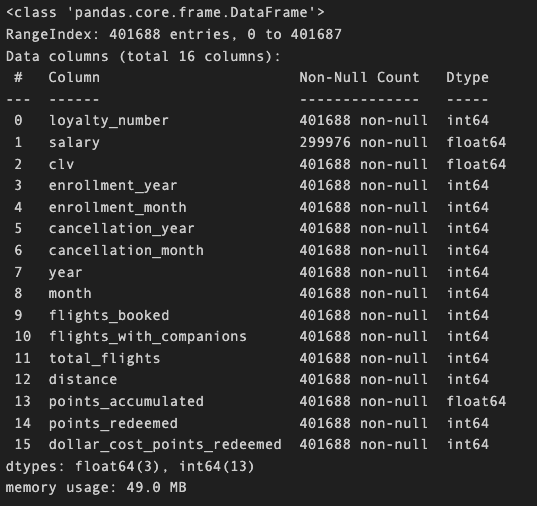 <class 'pandas.core.frame.DataFrame'>
RangeIndex: 401688 entries, 0 to 401687
Data columns (total 16 columns):
 #   Column                       Non-Null Count   Dtype
---  ------                       --------------   -----
 0   loyalty_number               401688 non-null  int64
 1   salary                       299976 non-null  float64
 2   clv                          401688 non-null  float64
 3   enrollment_year              401688 non-null  int64
 4   enrollment_month             401688 non-null  int64
 5   cancellation_year            401688 non-null  int64
 6   cancellation_month           401688 non-null  int64
 7   year                         401688 non-null  int64
 8   month                        401688 non-null  int64
 9   flights_booked               401688 non-null  int64
 10  flights_with_companions      401688 non-null  int64
 11  total_flights                401688 non-null  int64
 12  distance                     401688 non-null  int64
 13  points_accumulated           401688 non-null  float64
 14  points_redeemed              401688 non-null  int64
 15  dollar_cost_points_redeemed  401688 non-null  int64
dtypes: float64(3), int64(13)
memory usage: 49.0 MB